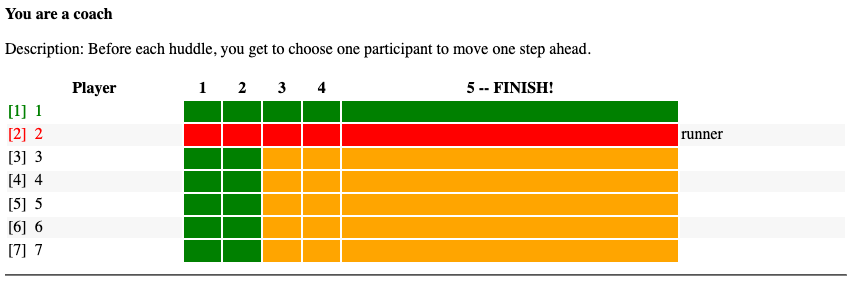 You are a coach
Description: Before each huddle, you get to choose one participant to move one step ahead.
Player 1 2 3 4 5 -- FINISH!
[1] 1
[2] 2 runner
[3] 3
[4] 4
[5] 5
[6] 6
[7] 7